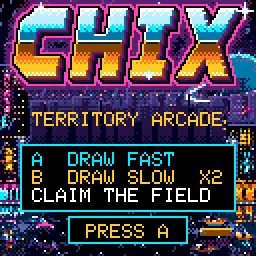 CHIX
TERRITORY ARCADE
A DRAW FAST
B DRAW SLOW X2
CLAIM THE FIELD
PRESS A